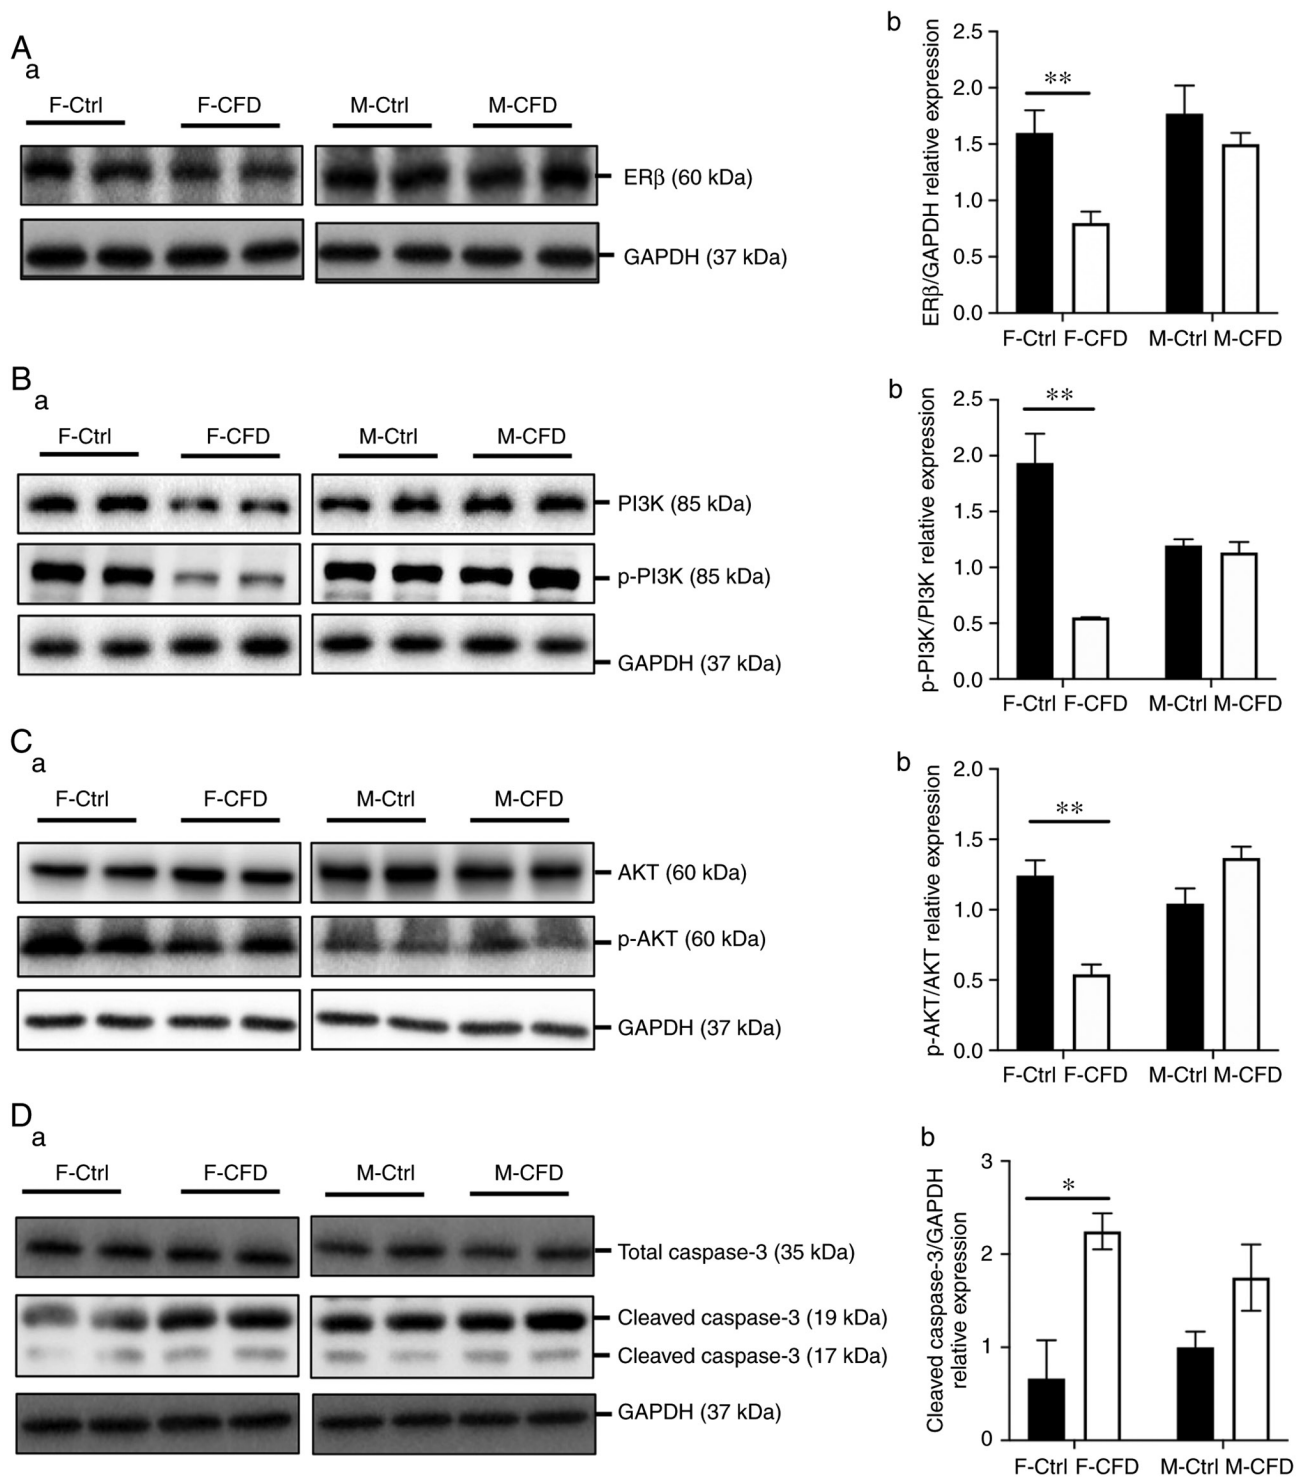 A
a
F-Ctrl F-CFD M-Ctrl M-CFD
ERβ (60 kDa)
GAPDH (37 kDa)
b
ERβ/GAPDH relative expression
2.5
2.0
1.5
1.0
0.5
0.0
**
F-Ctrl F-CFD M-Ctrl M-CFD
B
a
F-Ctrl F-CFD M-Ctrl M-CFD
PI3K (85 kDa)
p-PI3K (85 kDa)
GAPDH (37 kDa)
b
p-PI3K/PI3K relative expression
2.5
2.0
1.5
1.0
0.5
0.0
**
F-Ctrl F-CFD M-Ctrl M-CFD
C
a
F-Ctrl F-CFD M-Ctrl M-CFD
AKT (60 kDa)
p-AKT (60 kDa)
GAPDH (37 kDa)
b
p-AKT/AKT relative expression
2.0
1.5
1.0
0.5
0.0
**
F-Ctrl F-CFD M-Ctrl M-CFD
D
a
F-Ctrl F-CFD M-Ctrl M-CFD
Total caspase-3 (35 kDa)
Cleaved caspase-3 (19 kDa)
Cleaved caspase-3 (17 kDa)
GAPDH (37 kDa)
b
Cleaved caspase-3/GAPDH
relative expression
3
2
1
0
*
F-Ctrl F-CFD M-Ctrl M-CFD